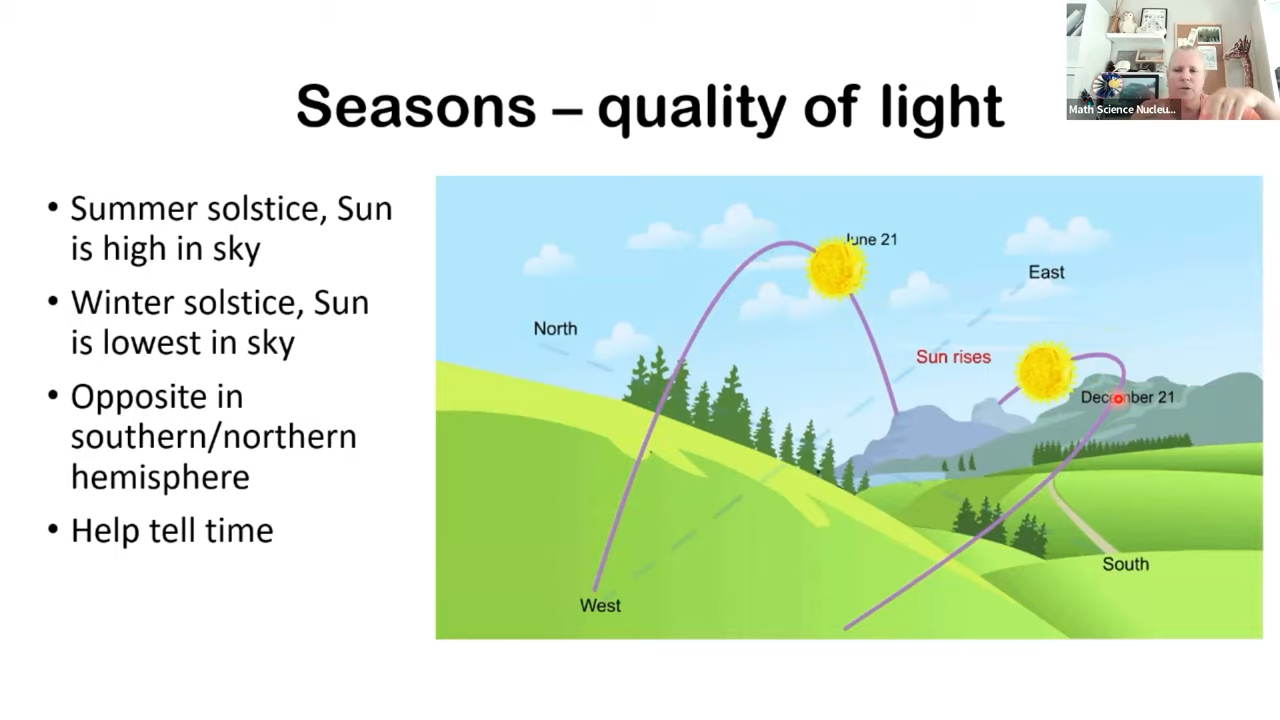 Seasons – quality of light
Math Science Nucleu...
• Summer solstice, Sun
is high in sky
• Winter solstice, Sun
is lowest in sky
• Opposite in
southern/northern
hemisphere
• Help tell time
June 21
East
North
Sun rises
December 21
South
West